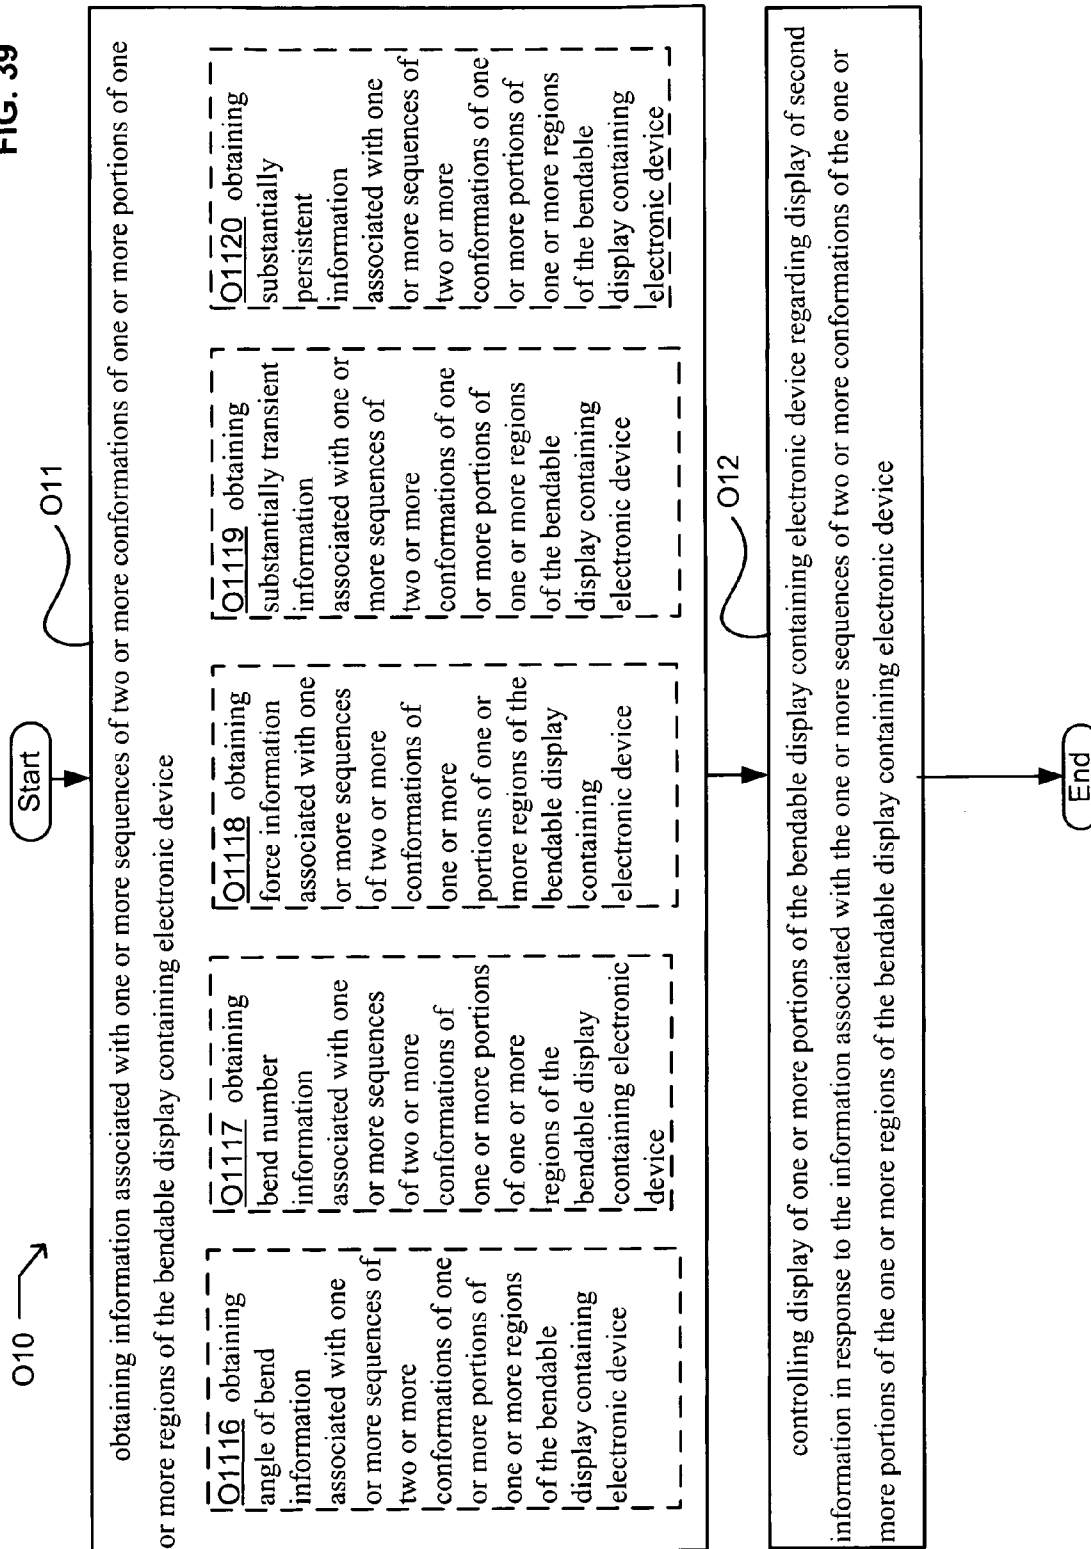 FIG. 39
O10
Start
O11
obtaining information associated with one or more sequences of two or more conformations of one or more portions of one
or more regions of the bendable display containing electronic device
O1116 obtaining
angle of bend
information
associated with one
or more sequences of
two or more
conformations of one
or more portions of
one or more regions
of the bendable
display containing
electronic device
O1117 obtaining
bend number
information
associated with one
or more sequences
of two or more
conformations of
one or more portions
of one or more
regions of the
bendable display
containing electronic
device
O1118 obtaining
force information
associated with one
or more sequences
of two or more
conformations of
one or more
portions of one or
more regions of the
bendable display
containing
electronic device
O1119 obtaining
substantially transient
information
associated with one or
more sequences of
two or more
conformations of one
or more portions of
one or more regions
of the bendable
display containing
electronic device
O1120 obtaining
substantially
persistent
information
associated with one
or more sequences of
two or more
conformations of one
or more portions of
one or more regions
of the bendable
display containing
electronic device
O12
controlling display of one or more portions of the bendable display containing electronic device regarding display of second
information in response to the information associated with the one or more sequences of two or more conformations of the one or
more portions of the one or more regions of the bendable display containing electronic device
End